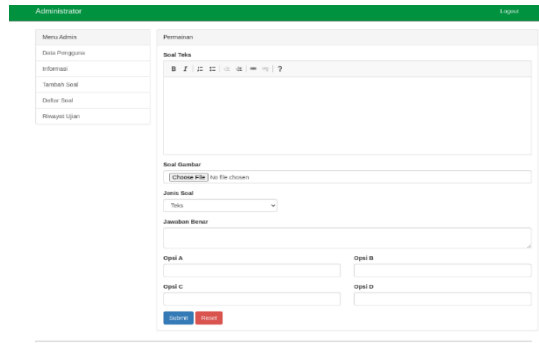 Administrator
Logout
Menu Admin
Data Pengguna
Informasi
Tambah Soal
Daftar Soal
Riwayat Ujian
Permainan
Soal Teks
B I ?
Soal Gambar
Choose File No file chosen
Jenis Soal
Teks
Jawaban Benar
Opsi A
Opsi B
Opsi C
Opsi D
Submit Reset